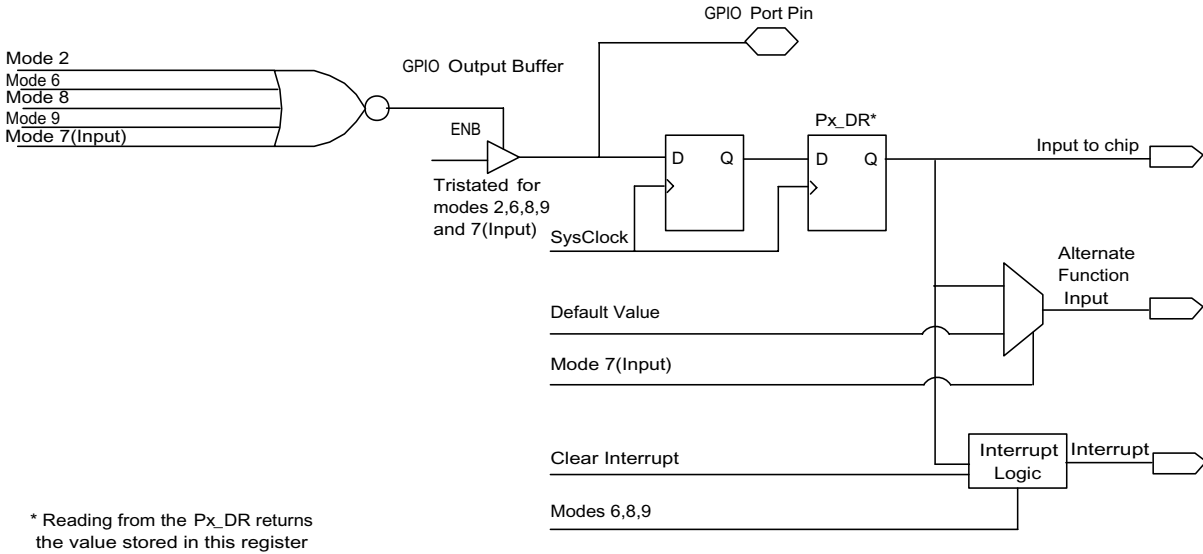 GPIO Port Pin
Mode 2
Mode 6
Mode 8
Mode 9
Mode 7(Input)
GPIO Output Buffer
ENB
Tristated for
modes 2,6,8,9
and 7(Input)
SysClock
D Q
Px_DR*
D Q
Input to chip
Alternate
Function
Input
Default Value
Mode 7(Input)
Clear Interrupt
Interrupt
Logic
Interrupt
Modes 6,8,9
* Reading from the Px_DR returns
the value stored in this register